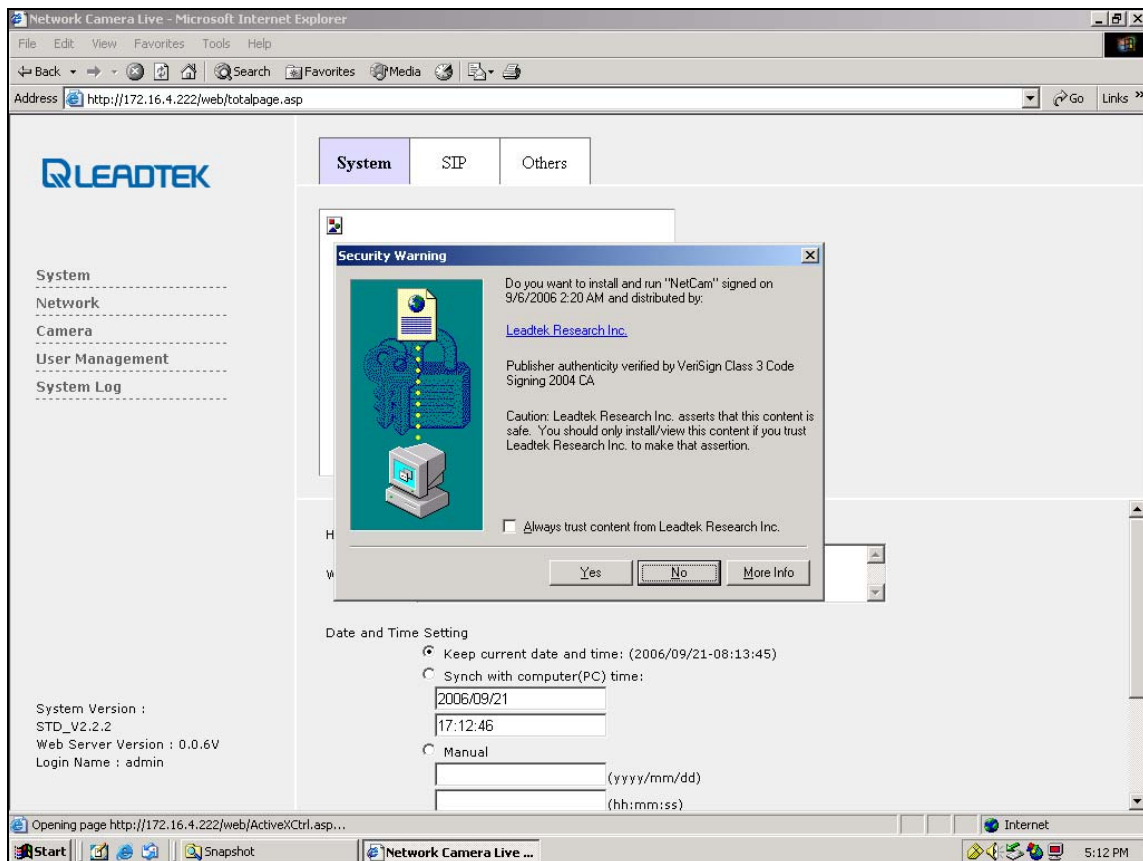 Network Camera Live - Microsoft Internet Explorer
File Edit View Favorites Tools Help
Back Search Favorites Media
Address http://172.16.4.222/web/totalpage.asp Go Links »
LEADTEK
System SIP Others
System
Network
Camera
User Management
System Log
Security Warning
Do you want to install and run "NetCam" signed on
9/6/2006 2:20 AM and distributed by:
Leadtek Research Inc.
Publisher authenticity verified by VeriSign Class 3 Code
Signing 2004 CA
Caution: Leadtek Research Inc. asserts that this content is
safe. You should only install/view this content if you trust
Leadtek Research Inc. to make that assertion.
Always trust content from Leadtek Research Inc.
Yes No More Info
H
W
Date and Time Setting
Keep current date and time: (2006/09/21-08:13:45)
Synch with computer(PC) time:
2006/09/21
17:12:46
Manual
(yyyy/mm/dd)
(hh:mm:ss)
System Version :
STD_V2.2.2
Web Server Version : 0.0.6V
Login Name : admin
Opening page http://172.16.4.222/web/ActiveXCtrl.asp... Internet
Start Snapshot Network Camera Live ... 5:12 PM